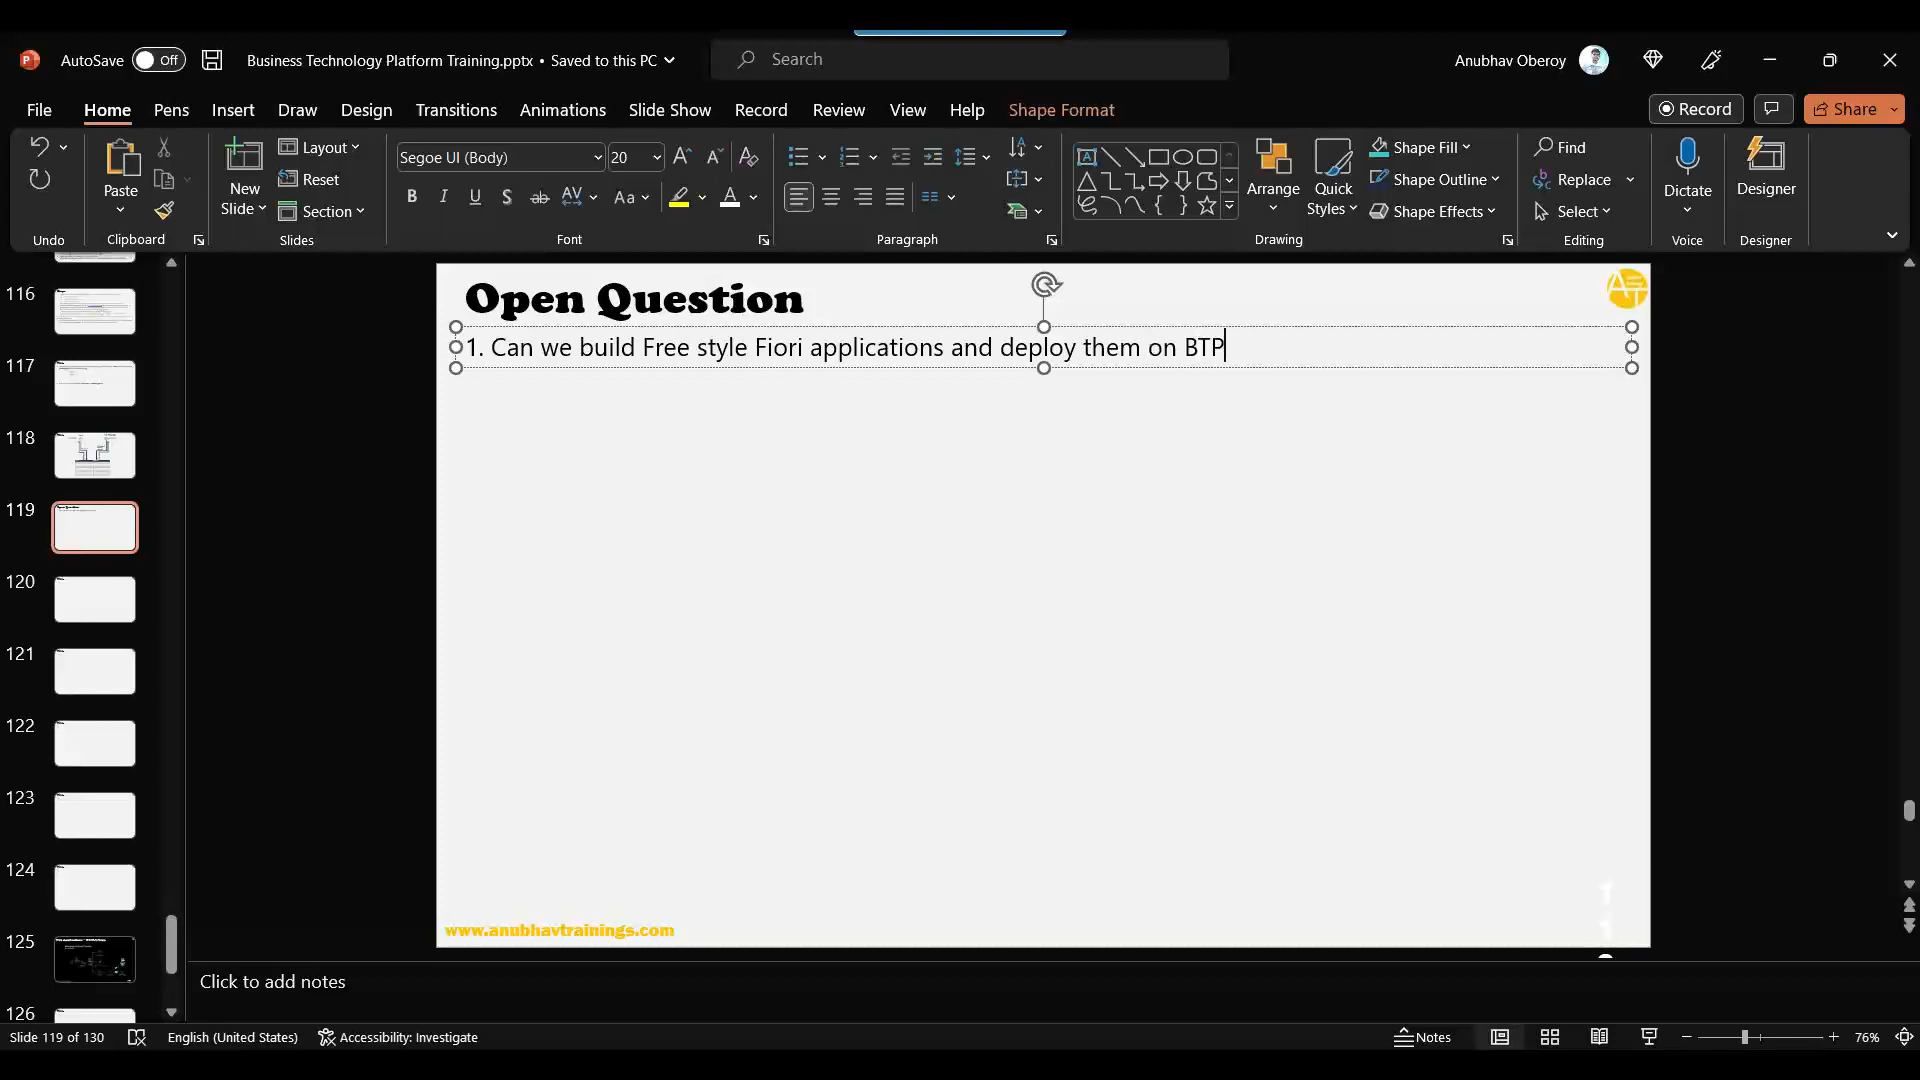 AutoSave
Off
Business Technology Platform Training.pptx • Saved to this PC
Search
Anubhav Oberoy
File
Home
Pens
Insert
Draw
Design
Transitions
Animations
Slide Show
Record
Review
View
Help
Shape Format
Record
Share
Paste
New Slide
Layout
Reset
Section
Segoe UI (Body)
20
Arrange
Quick Styles
Shape Fill
Shape Outline
Shape Effects
Find
Replace
Select
Dictate
Designer
Undo
Clipboard
Slides
Font
Paragraph
Drawing
Editing
Voice
Designer
116
117
118
119
120
121
122
123
124
125
126
Open Question
1. Can we build Free style Fiori applications and deploy them on BTP
www.anubhavtrainings.com
Click to add notes
Slide 119 of 130
English (United States)
Accessibility: Investigate
Notes
76%